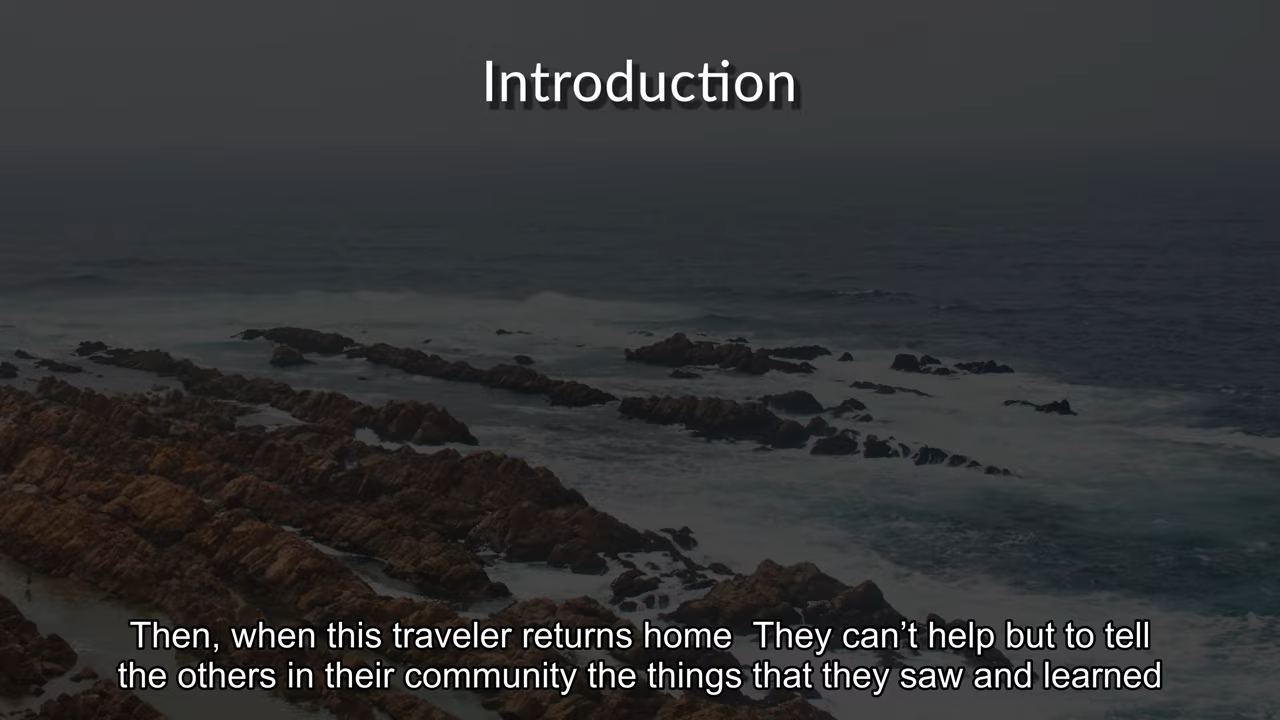 Introduction
Then, when this traveler returns home  They can’t help but to tell
the others in their community the things that they saw and learned